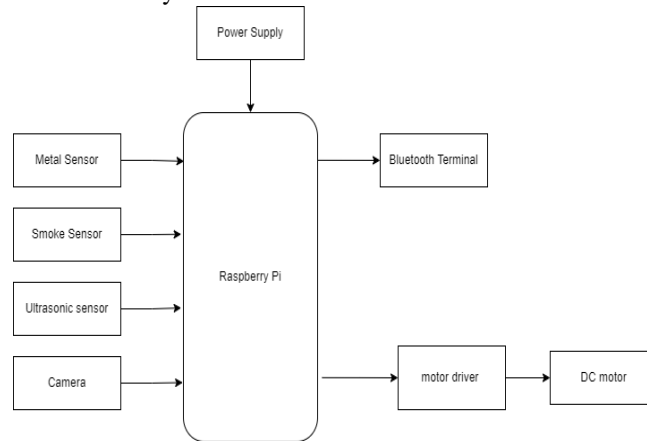 Power Supply
Metal Sensor
Bluetooth Terminal
Smoke Sensor
Raspberry Pi
Ultrasonic sensor
Camera
motor driver
DC motor